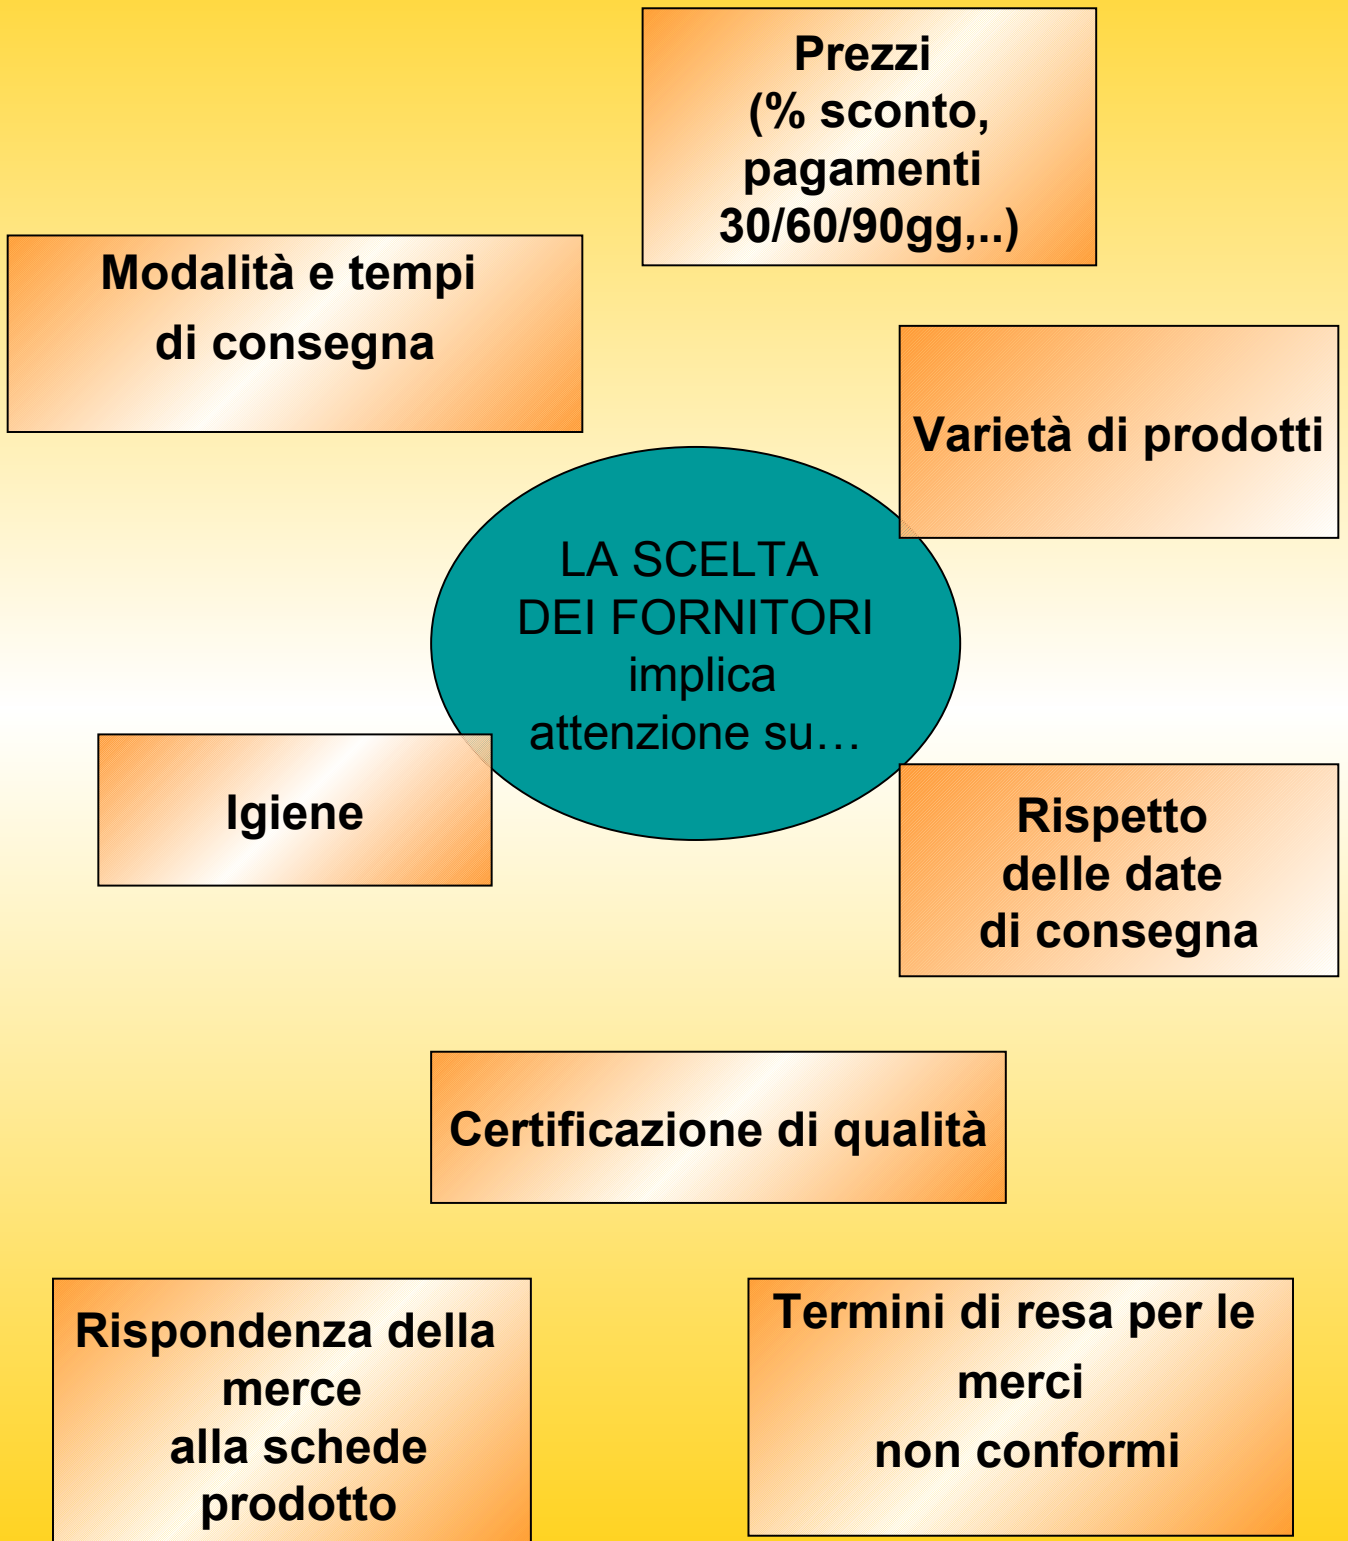 Prezzi
(% sconto,
pagamenti
30/60/90gg,..)
Modalità e tempi
di consegna
Varietà di prodotti
LA SCELTA
DEI FORNITORI
implica
attenzione su…
Igiene
Rispetto
delle date
di consegna
Certificazione di qualità
Rispondenza della
merce
alla schede
prodotto
Termini di resa per le
merci
non conformi